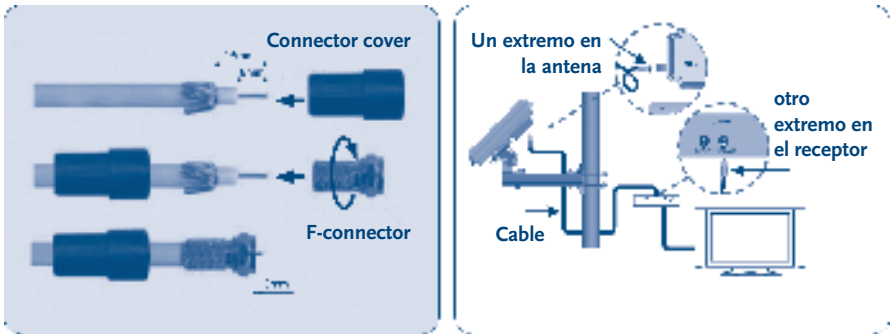 Connector cover
F-connector
Un extremo en
la antena
otro
extremo en
el receptor
Cable